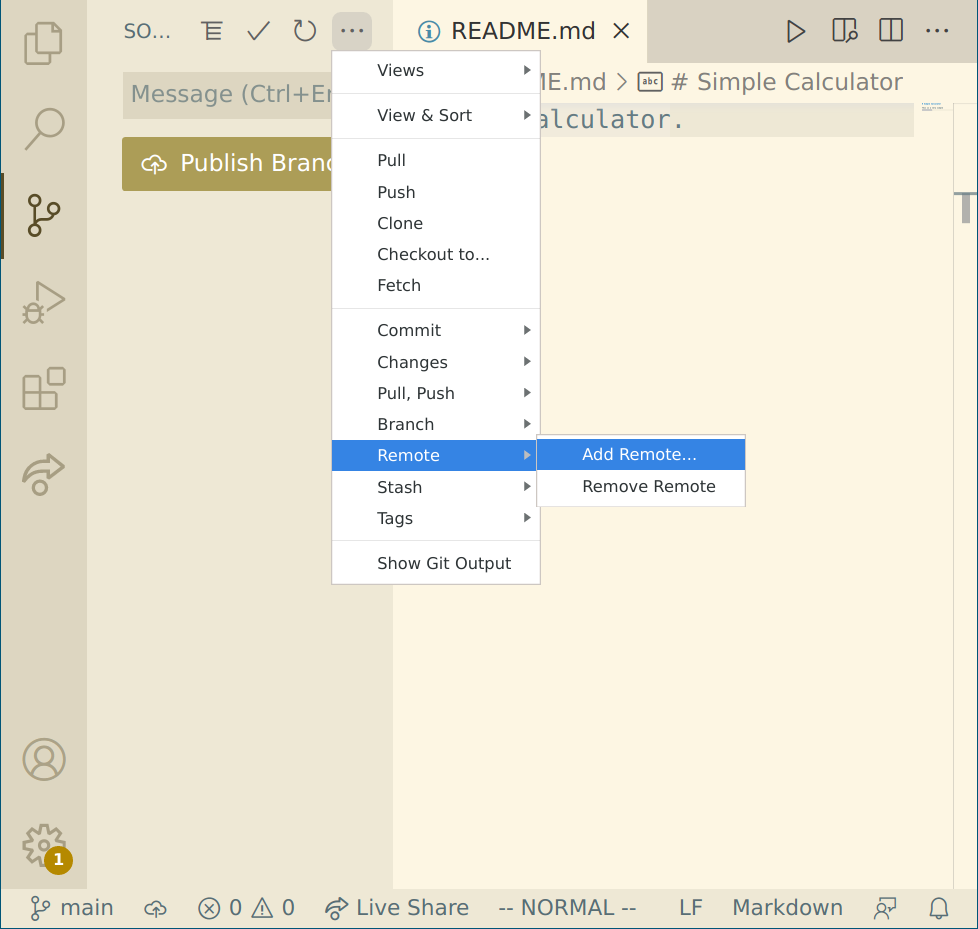 SO...
README.md
Message (Ctrl+En
Publish Branc
ME.md > abc # Simple Calculator
alculator.
Views
View & Sort
Pull
Push
Clone
Checkout to...
Fetch
Commit
Changes
Pull, Push
Branch
Remote
Add Remote...
Remove Remote
Stash
Tags
Show Git Output
1
main 0 0 Live Share -- NORMAL -- LF Markdown